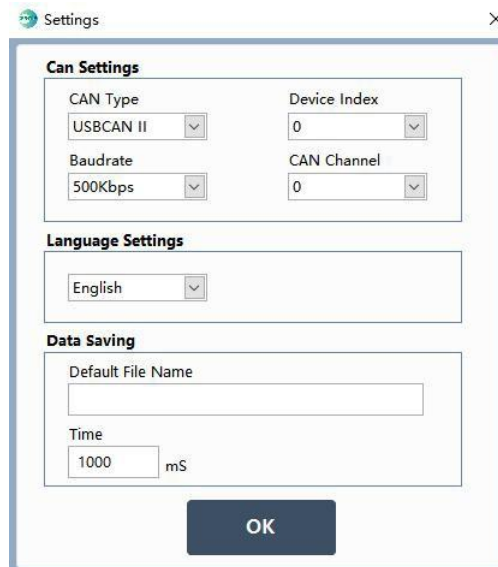 Settings
Can Settings
CAN Type Device Index
USBCAN II 0
Baudrate CAN Channel
500Kbps 0
Language Settings
English
Data Saving
Default File Name
Time
1000 mS
OK